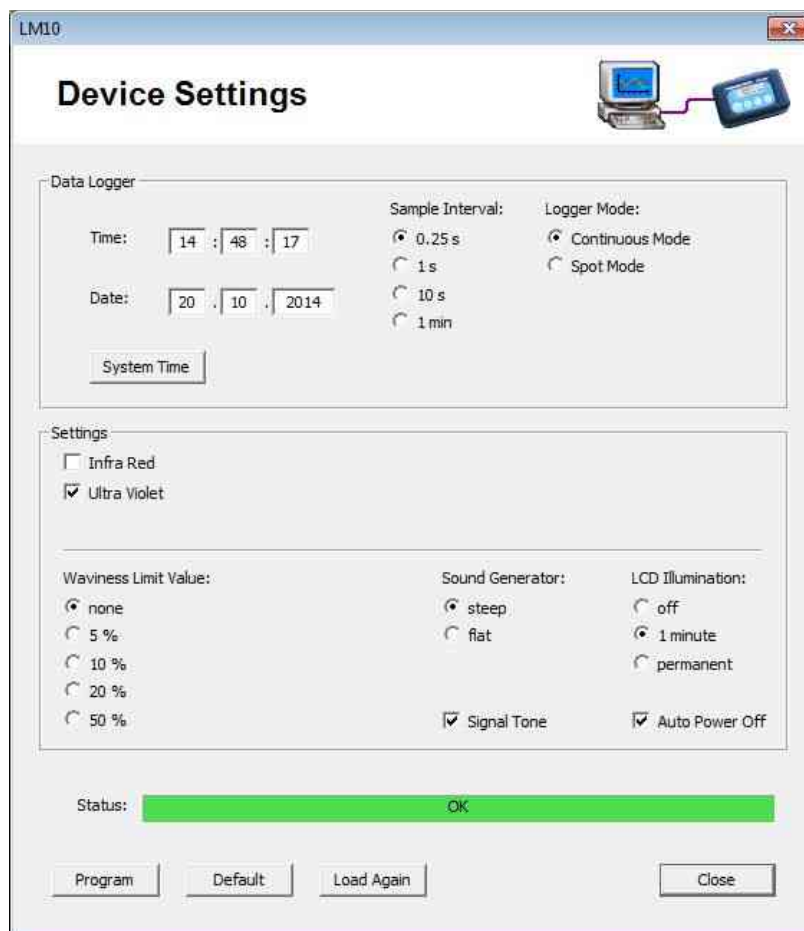 LM10
Device Settings
Data Logger
Time: 14 : 48 : 17
Date: 20 . 10 . 2014
System Time
Sample Interval:
0.25 s
1 s
10 s
1 min
Logger Mode:
Continuous Mode
Spot Mode
Settings
Infra Red
Ultra Violet
Waviness Limit Value:
none
5 %
10 %
20 %
50 %
Sound Generator:
steep
flat
Signal Tone
LCD Illumination:
off
1 minute
permanent
Auto Power Off
Status: OK
Program Default Load Again Close